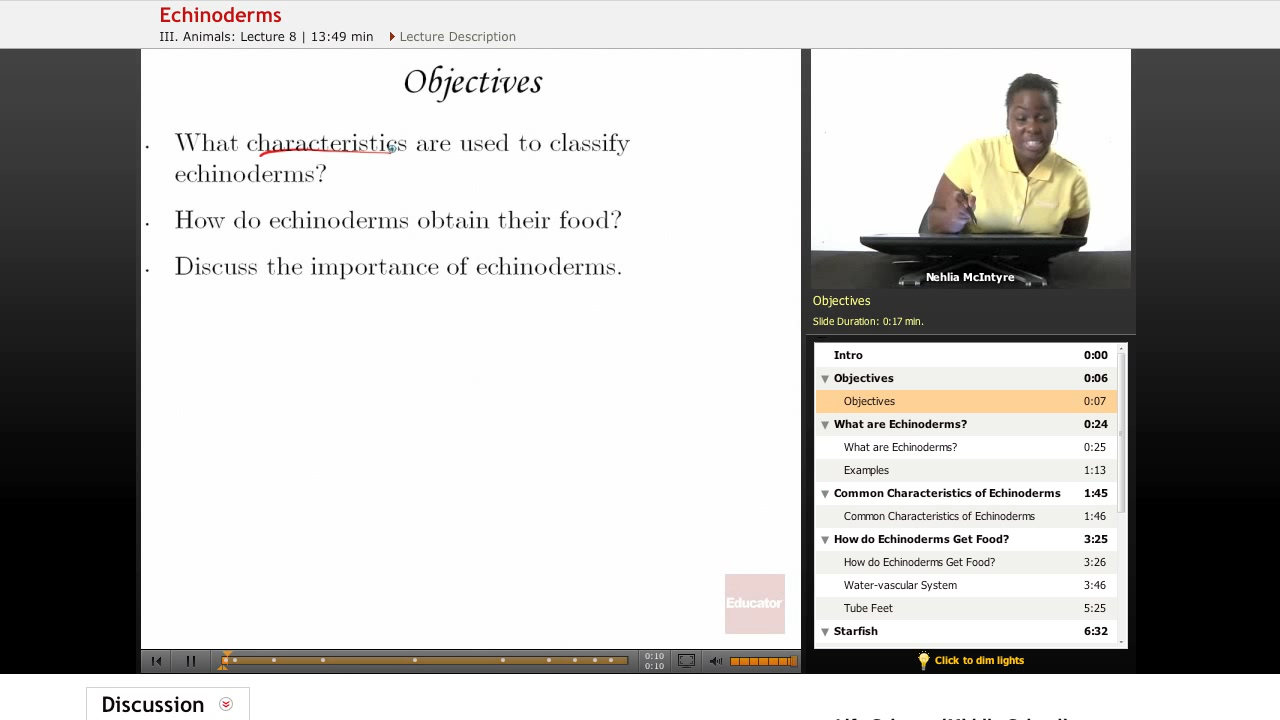 Echinoderms
III. Animals: Lecture 8 | 13:49 min Lecture Description
Objectives
What characteristics are used to classify
echinoderms?
How do echinoderms obtain their food?
Discuss the importance of echinoderms.
Educator
0:10
0:10
Nehlia McIntyre
Objectives
Slide Duration: 0:17 min.
Intro 0:00
Objectives 0:06
Objectives 0:07
What are Echinoderms? 0:24
What are Echinoderms? 0:25
Examples 1:13
Common Characteristics of Echinoderms 1:45
Common Characteristics of Echinoderms 1:46
How do Echinoderms Get Food? 3:25
How do Echinoderms Get Food? 3:26
Water-vascular System 3:46
Tube Feet 5:25
Starfish 6:32
Click to dim lights
Discussion